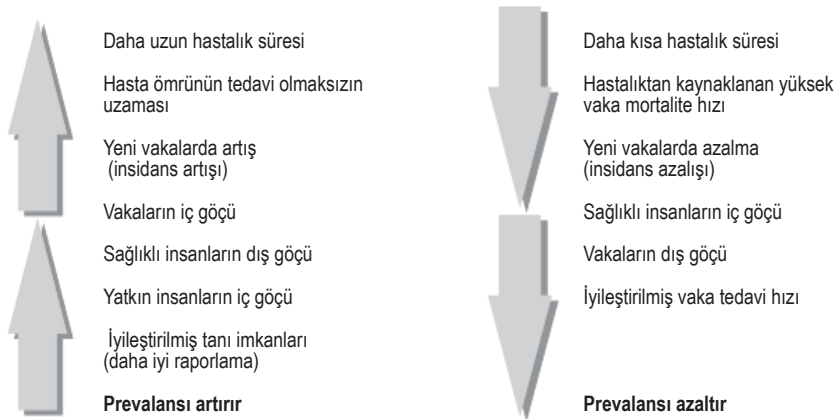 Daha uzun hastalık süresi
Hasta ömrünün tedavi olmaksızın
uzaması
Yeni vakalarda artış
(insidans artışı)
Vakaların iç göçü
Sağlıklı insanların dış göçü
Yatkın insanların iç göçü
İyileştirilmiş tanı imkanları
(daha iyi raporlama)
Prevalansı artırır
Daha kısa hastalık süresi
Hastalıktan kaynaklanan yüksek
vaka mortalite hızı
Yeni vakalarda azalma
(insidans azalışı)
Sağlıklı insanların iç göçü
Vakaların dış göçü
İyileştirilmiş vaka tedavi hızı
Prevalansı azaltır